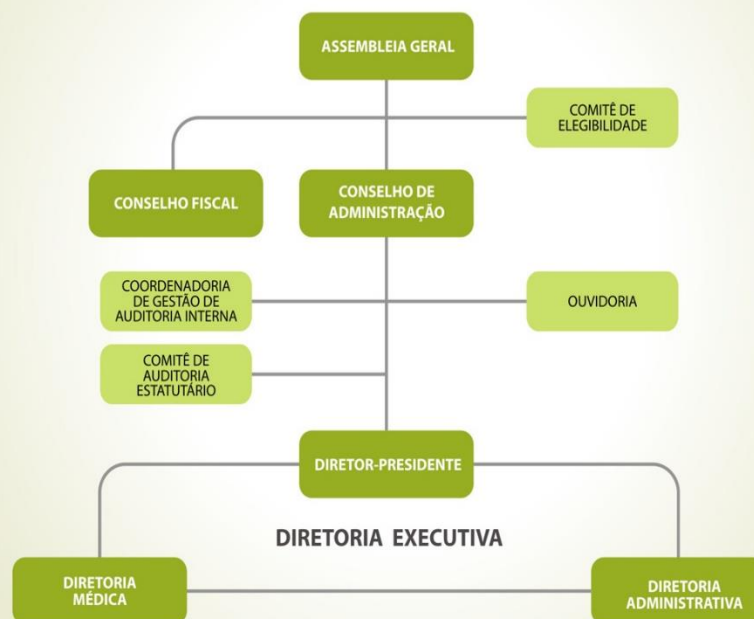 ASSEMBLEIA GERAL
COMITÊ DE
ELEGIBILIDADE
CONSELHO FISCAL
CONSELHO DE
ADMINISTRAÇÃO
COORDENADORIA
DE GESTÃO DE
AUDITORIA INTERNA
OUVIDORIA
COMITÊ DE
AUDITORIA
ESTATUTÁRIO
DIRETOR-PRESIDENTE
DIRETORIA EXECUTIVA
DIRETORIA
MÉDICA
DIRETORIA
ADMINISTRATIVA